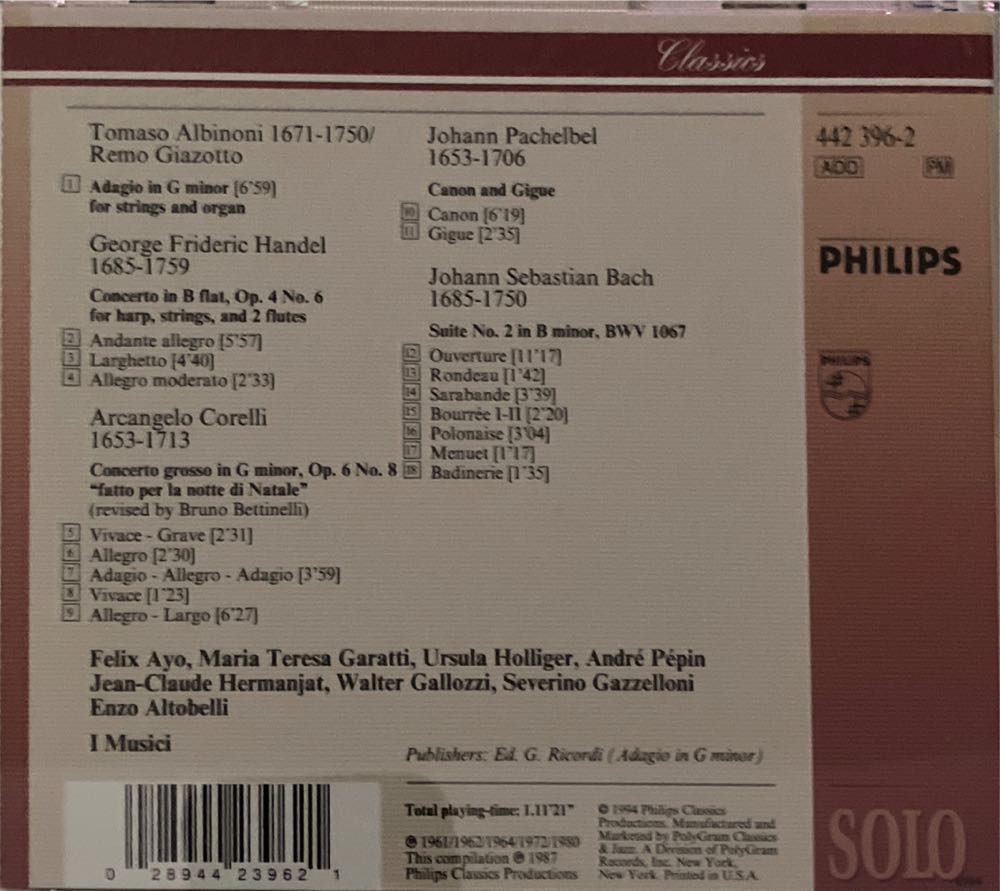 Classics
Tomaso Albinoni 1671-1750/
Remo Giazotto
1 Adagio in G minor [6'59]
for strings and organ
George Frideric Handel
1685-1759
Concerto in B flat, Op. 4 No. 6
for harp, strings, and 2 flutes
2 Andante allegro [5'57]
3 Larghetto [4'40]
4 Allegro moderato [2'33]
Arcangelo Corelli
1653-1713
Concerto grosso in G minor, Op. 6 No. 8
"fatto per la notte di Natale"
(revised by Bruno Bettinelli)
5 Vivace - Grave [2'31]
6 Allegro [2'30]
7 Adagio - Allegro - Adagio [3'59]
8 Vivace [1'23]
9 Allegro - Largo [6'27]
Johann Pachelbel
1653-1706
Canon and Gigue
10 Canon [6'19]
11 Gigue [2'35]
Johann Sebastian Bach
1685-1750
Suite No. 2 in B minor, BWV 1067
12 Ouverture [11'17]
13 Rondeau [1'42]
14 Sarabande [3'39]
15 Bourrée I-II [2'20]
16 Polonaise [3'04]
17 Menuet [1'17]
18 Badinerie [1'35]
Felix Ayo, Maria Teresa Garatti, Ursula Holliger, André Pépin
Jean-Claude Hermanjat, Walter Gallozzi, Severino Gazzelloni
Enzo Altobelli
I Musici
Publishers: Ed. G. Ricordi (Adagio in G minor)
Total playing-time: 1.11'21"
℗ 1961/1962/1964/1972/1980
This compilation ℗ 1987
Philips Classics Productions
© 1994 Philips Classics
Productions. Manufactured and
Marketed by PolyGram Classics
& Jazz. A Division of PolyGram
Records, Inc. New York,
New York. Printed in U.S.A.
0 28944 23962 1
442 396-2
ADD PM
PHILIPS
PHILIPS
SOLO